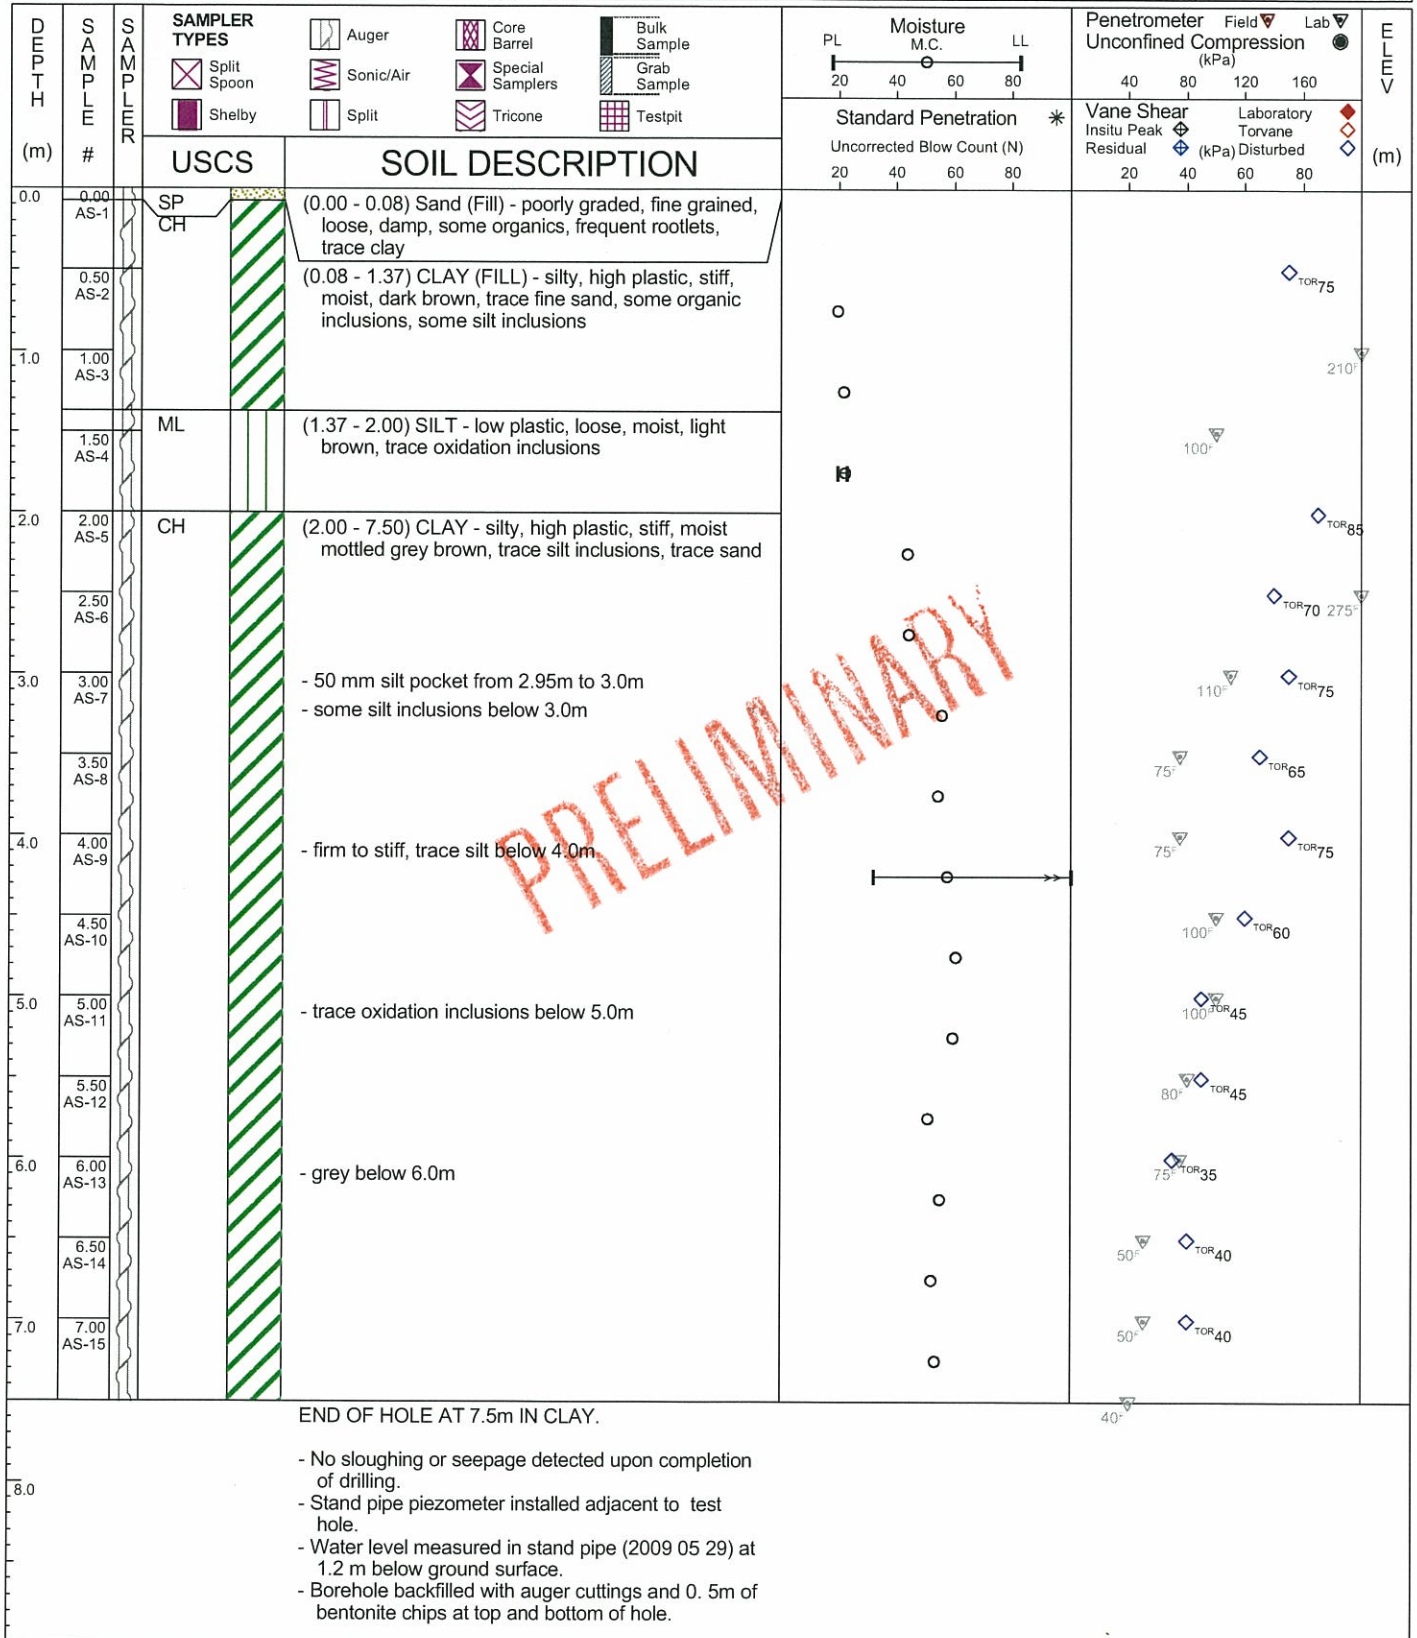 DEPTH
(m)
SAMPLE
#
SAMPLER
SAMPLER
TYPES
Split
Spoon
Shelby
Auger
Sonic/Air
Split
Core
Barrel
Special
Samplers
Tricone
Bulk
Sample
Grab
Sample
Testpit
USCS
SOIL DESCRIPTION
Moisture
PL M.C. LL
20 40 60 80
Standard Penetration
Uncorrected Blow Count (N)
20 40 60 80
Penetrometer Field Lab
Unconfined Compression
(kPa)
40 80 120 160
Vane Shear Laboratory
Insitu Peak Torvane
Residual (kPa) Disturbed
20 40 60 80
ELEV
(m)
0.0
0.00
AS-1
SP
CH
(0.00 - 0.08) Sand (Fill) - poorly graded, fine grained,
loose, damp, some organics, frequent rootlets,
trace clay
0.50
AS-2
(0.08 - 1.37) CLAY (FILL) - silty, high plastic, stiff,
moist, dark brown, trace fine sand, some organic
inclusions, some silt inclusions
TOR75
1.0
1.00
AS-3
210F
ML
1.50
AS-4
(1.37 - 2.00) SILT - low plastic, loose, moist, light
brown, trace oxidation inclusions
100F
2.0
2.00
AS-5
CH
(2.00 - 7.50) CLAY - silty, high plastic, stiff, moist
mottled grey brown, trace silt inclusions, trace sand
TOR85
2.50
AS-6
TOR70 275F
3.0
3.00
AS-7
- 50 mm silt pocket from 2.95m to 3.0m
- some silt inclusions below 3.0m
110F TOR75
PRELIMINARY
3.50
AS-8
75F TOR65
4.0
4.00
AS-9
- firm to stiff, trace silt below 4.0m
75F TOR75
4.50
AS-10
100F TOR60
5.0
5.00
AS-11
- trace oxidation inclusions below 5.0m
100F TOR45
5.50
AS-12
80F TOR45
6.0
6.00
AS-13
- grey below 6.0m
75F TOR35
6.50
AS-14
50F TOR40
7.0
7.00
AS-15
50F TOR40
END OF HOLE AT 7.5m IN CLAY.
40F
- No sloughing or seepage detected upon completion
of drilling.
8.0
- Stand pipe piezometer installed adjacent to test
hole.
- Water level measured in stand pipe (2009 05 29) at
1.2 m below ground surface.
- Borehole backfilled with auger cuttings and 0. 5m of
bentonite chips at top and bottom of hole.